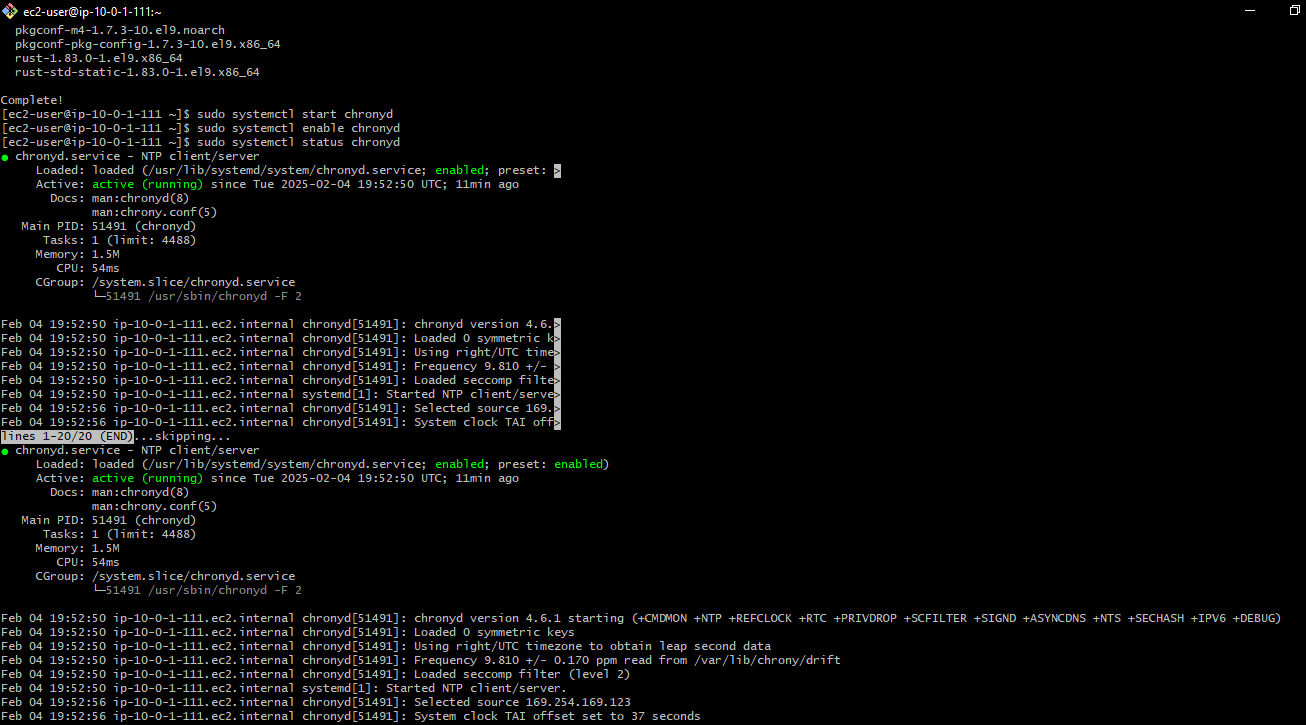 ec2-user@ip-10-0-1-111:~
  pkgconf-m4-1.7.3-10.el9.noarch
  pkgconf-pkg-config-1.7.3-10.el9.x86_64
  rust-1.83.0-1.el9.x86_64
  rust-std-static-1.83.0-1.el9.x86_64

Complete!
[ec2-user@ip-10-0-1-111 ~]$ sudo systemctl start chronyd
[ec2-user@ip-10-0-1-111 ~]$ sudo systemctl enable chronyd
[ec2-user@ip-10-0-1-111 ~]$ sudo systemctl status chronyd
● chronyd.service - NTP client/server
     Loaded: loaded (/usr/lib/systemd/system/chronyd.service; enabled; preset: >
     Active: active (running) since Tue 2025-02-04 19:52:50 UTC; 11min ago
       Docs: man:chronyd(8)
             man:chrony.conf(5)
   Main PID: 51491 (chronyd)
      Tasks: 1 (limit: 4488)
     Memory: 1.5M
        CPU: 54ms
     CGroup: /system.slice/chronyd.service
             └─51491 /usr/sbin/chronyd -F 2

Feb 04 19:52:50 ip-10-0-1-111.ec2.internal chronyd[51491]: chronyd version 4.6.>
Feb 04 19:52:50 ip-10-0-1-111.ec2.internal chronyd[51491]: Loaded 0 symmetric k>
Feb 04 19:52:50 ip-10-0-1-111.ec2.internal chronyd[51491]: Using right/UTC time>
Feb 04 19:52:50 ip-10-0-1-111.ec2.internal chronyd[51491]: Frequency 9.810 +/- >
Feb 04 19:52:50 ip-10-0-1-111.ec2.internal chronyd[51491]: Loaded seccomp filte>
Feb 04 19:52:50 ip-10-0-1-111.ec2.internal systemd[1]: Started NTP client/serve>
Feb 04 19:52:56 ip-10-0-1-111.ec2.internal chronyd[51491]: Selected source 169.>
Feb 04 19:52:56 ip-10-0-1-111.ec2.internal chronyd[51491]: System clock TAI off>
lines 1-20/20 (END)...skipping...
● chronyd.service - NTP client/server
     Loaded: loaded (/usr/lib/systemd/system/chronyd.service; enabled; preset: enabled)
     Active: active (running) since Tue 2025-02-04 19:52:50 UTC; 11min ago
       Docs: man:chronyd(8)
             man:chrony.conf(5)
   Main PID: 51491 (chronyd)
      Tasks: 1 (limit: 4488)
     Memory: 1.5M
        CPU: 54ms
     CGroup: /system.slice/chronyd.service
             └─51491 /usr/sbin/chronyd -F 2

Feb 04 19:52:50 ip-10-0-1-111.ec2.internal chronyd[51491]: chronyd version 4.6.1 starting (+CMDMON +NTP +REFCLOCK +RTC +PRIVDROP +SCFILTER +SIGND +ASYNCDNS +NTS +SECHASH +IPV6 +DEBUG)
Feb 04 19:52:50 ip-10-0-1-111.ec2.internal chronyd[51491]: Loaded 0 symmetric keys
Feb 04 19:52:50 ip-10-0-1-111.ec2.internal chronyd[51491]: Using right/UTC timezone to obtain leap second data
Feb 04 19:52:50 ip-10-0-1-111.ec2.internal chronyd[51491]: Frequency 9.810 +/- 0.170 ppm read from /var/lib/chrony/drift
Feb 04 19:52:50 ip-10-0-1-111.ec2.internal chronyd[51491]: Loaded seccomp filter (level 2)
Feb 04 19:52:50 ip-10-0-1-111.ec2.internal systemd[1]: Started NTP client/server.
Feb 04 19:52:56 ip-10-0-1-111.ec2.internal chronyd[51491]: Selected source 169.254.169.123
Feb 04 19:52:56 ip-10-0-1-111.ec2.internal chronyd[51491]: System clock TAI offset set to 37 seconds